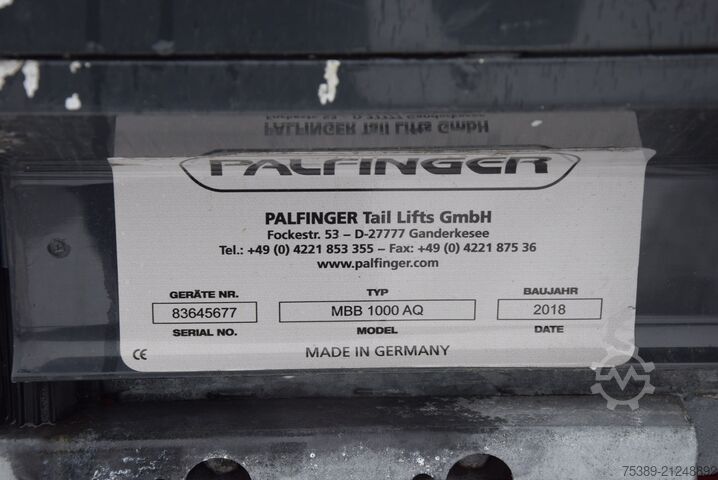 PALFINGER
PALFINGER Tail Lifts GmbH
Fockestr. 53 – D-27777 Ganderkesee
Tel.: +49 (0) 4221 853 355 – Fax: +49 (0) 4221 875 36
www.palfinger.com
GERÄTE NR. TYP BAUJAHR
83645677 MBB 1000 AQ 2018
SERIAL NO. MODEL DATE
CE MADE IN GERMANY
75389-21248892